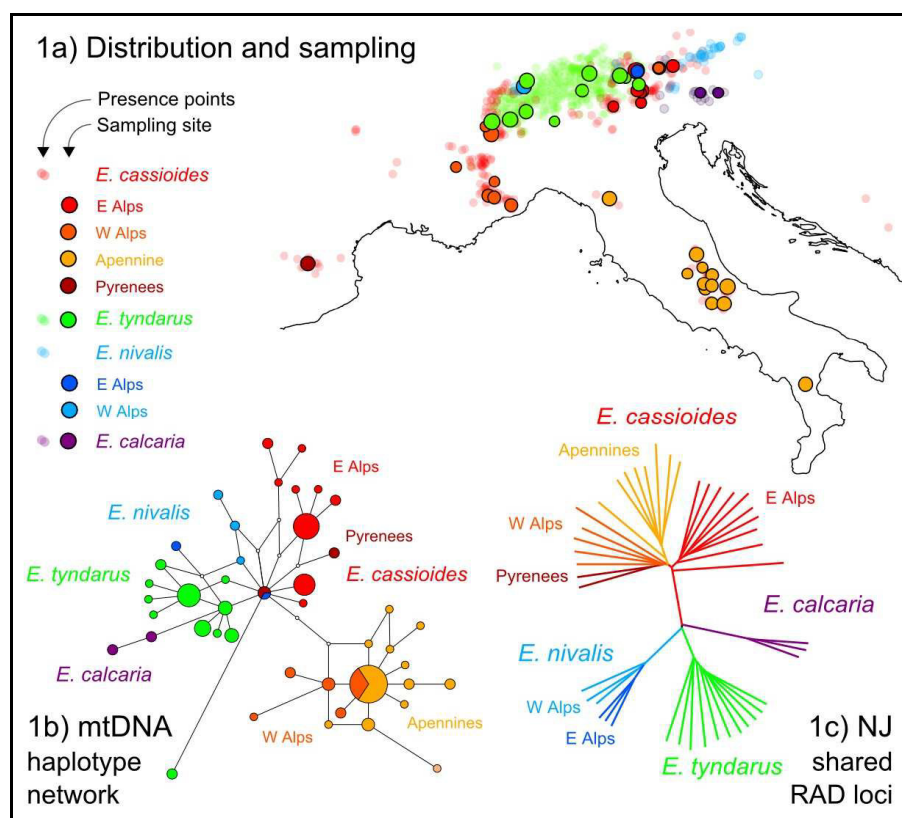 1a) Distribution and sampling
Presence points
Sampling site
E. cassioides
E Alps
W Alps
Apennine
Pyrenees
E. tyndarus
E. nivalis
E Alps
W Alps
E. calcaria
E Alps
E. nivalis
Pyrenees
E. tyndarus
E. cassioides
E. calcaria
W Alps
Apennines
1b) mtDNA
haplotype
network
E. cassioides
Apennines
E Alps
W Alps
Pyrenees
E. calcaria
E. nivalis
W Alps
E Alps
E. tyndarus
1c) NJ
shared
RAD loci